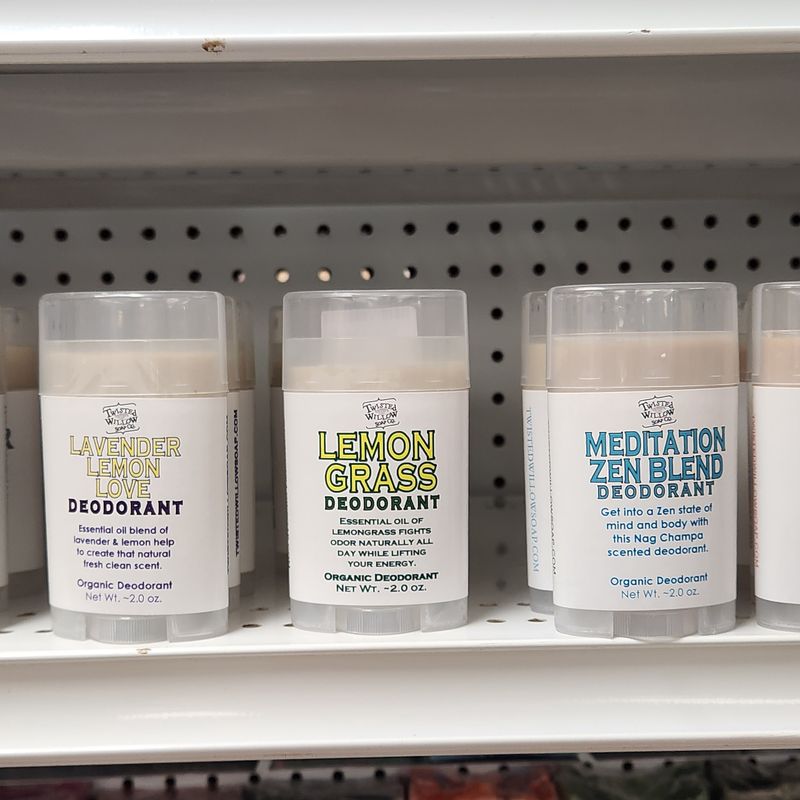 TWISTED
WILLOW
SOAP CO.
LAVENDER
LEMON
LOVE
DEODORANT
Essential oil blend of
lavender & lemon help
to create that natural
fresh clean scent.
Organic Deodorant
Net Wt. ~2.0 oz.
TWISTEDWILLOWSOAP.COM
TWISTED
WILLOW
SOAP CO.
LEMON
GRASS
DEODORANT
ESSENTIAL OIL OF
LEMONGRASS FIGHTS
ODOR NATURALLY ALL
DAY WHILE LIFTING
YOUR ENERGY.
ORGANIC DEODORANT
NET WT. ~2.0 OZ.
TWISTEDWILLOWSOAP.COM
TWISTED
WILLOW
SOAP CO.
MEDITATION
ZEN BLEND
DEODORANT
Get into a Zen state of
mind and body with
this Nag Champa
scented deodorant.
Organic Deodorant
Net Wt. ~2.0 oz.